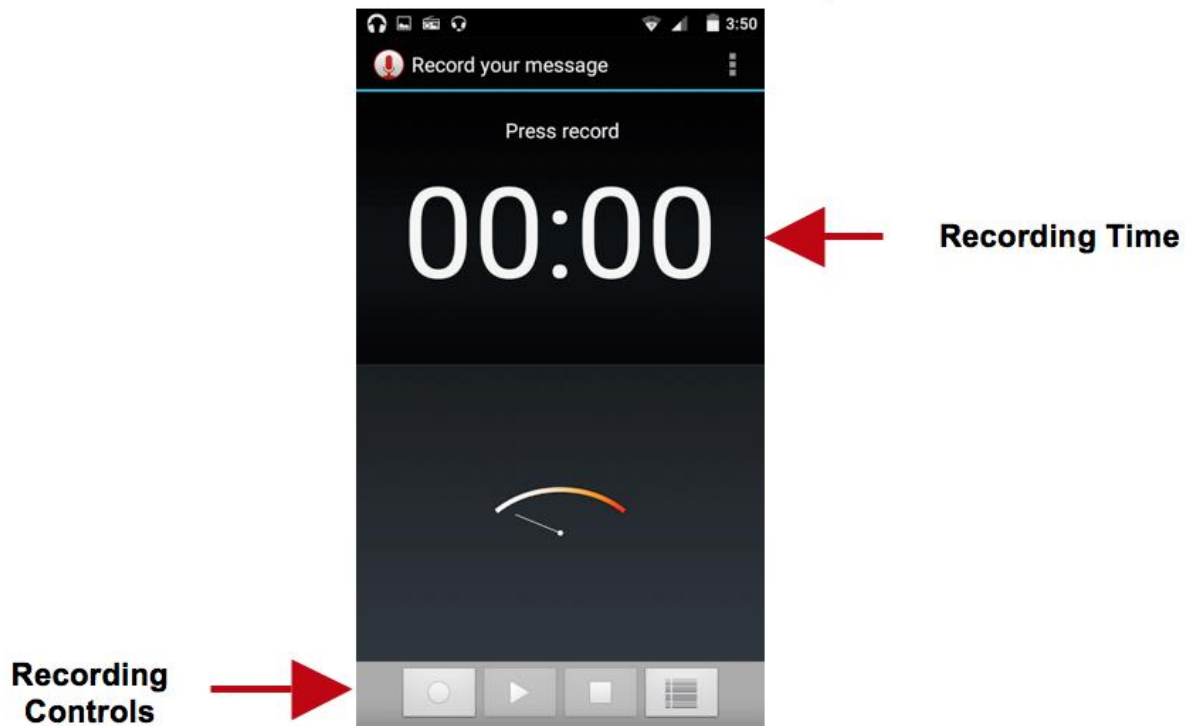 3:50
Record your message
Press record
00:00
Recording Time
Recording
Controls